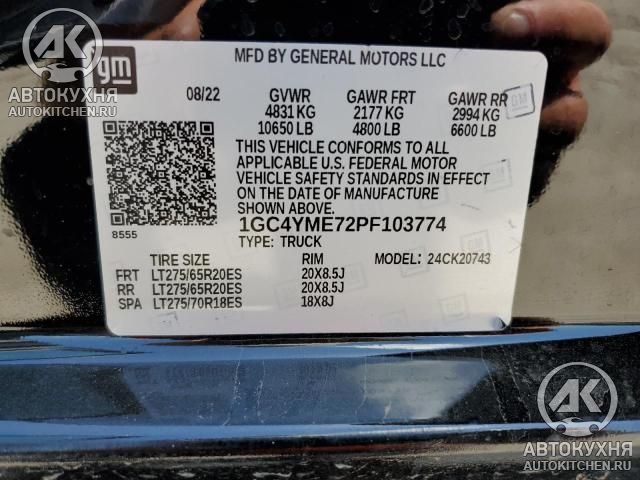 gm
MFD BY GENERAL MOTORS LLC
08/22 GVWR GAWR FRT GAWR RR
4831 KG 2177 KG 2994 KG
10650 LB 4800 LB 6600 LB
THIS VEHICLE CONFORMS TO ALL
APPLICABLE U.S. FEDERAL MOTOR
VEHICLE SAFETY STANDARDS IN EFFECT
ON THE DATE OF MANUFACTURE
SHOWN ABOVE.
8555
1GC4YME72PF103774
TYPE: TRUCK
TIRE SIZE RIM MODEL: 24CK20743
FRT LT275/65R20ES 20X8.5J
RR LT275/65R20ES 20X8.5J
SPA LT275/70R18ES 18X8J
GM
АК
АВТОКУХНЯ
AUTOKITCHEN.RU
АК
АВТОКУХНЯ
AUTOKITCHEN.RU